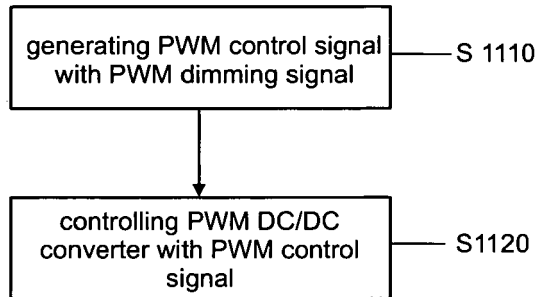 generating PWM control signal
with PWM dimming signal
S 1110
controlling PWM DC/DC
converter with PWM control
signal
S1120